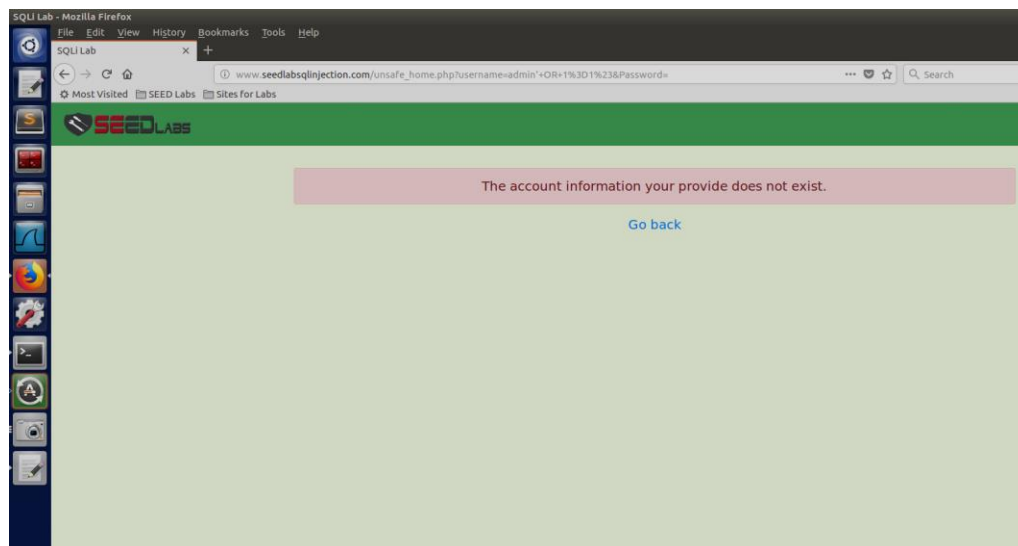 SQLi Lab - Mozilla Firefox
File Edit View History Bookmarks Tools Help
SQLi Lab × +
www.seedlabsqlinjection.com/unsafe_home.php?username=admin'+OR+1%3D1%23&Password=
Search
Most Visited SEED Labs Sites for Labs
SEEDLABS
The account information your provide does not exist.
Go back